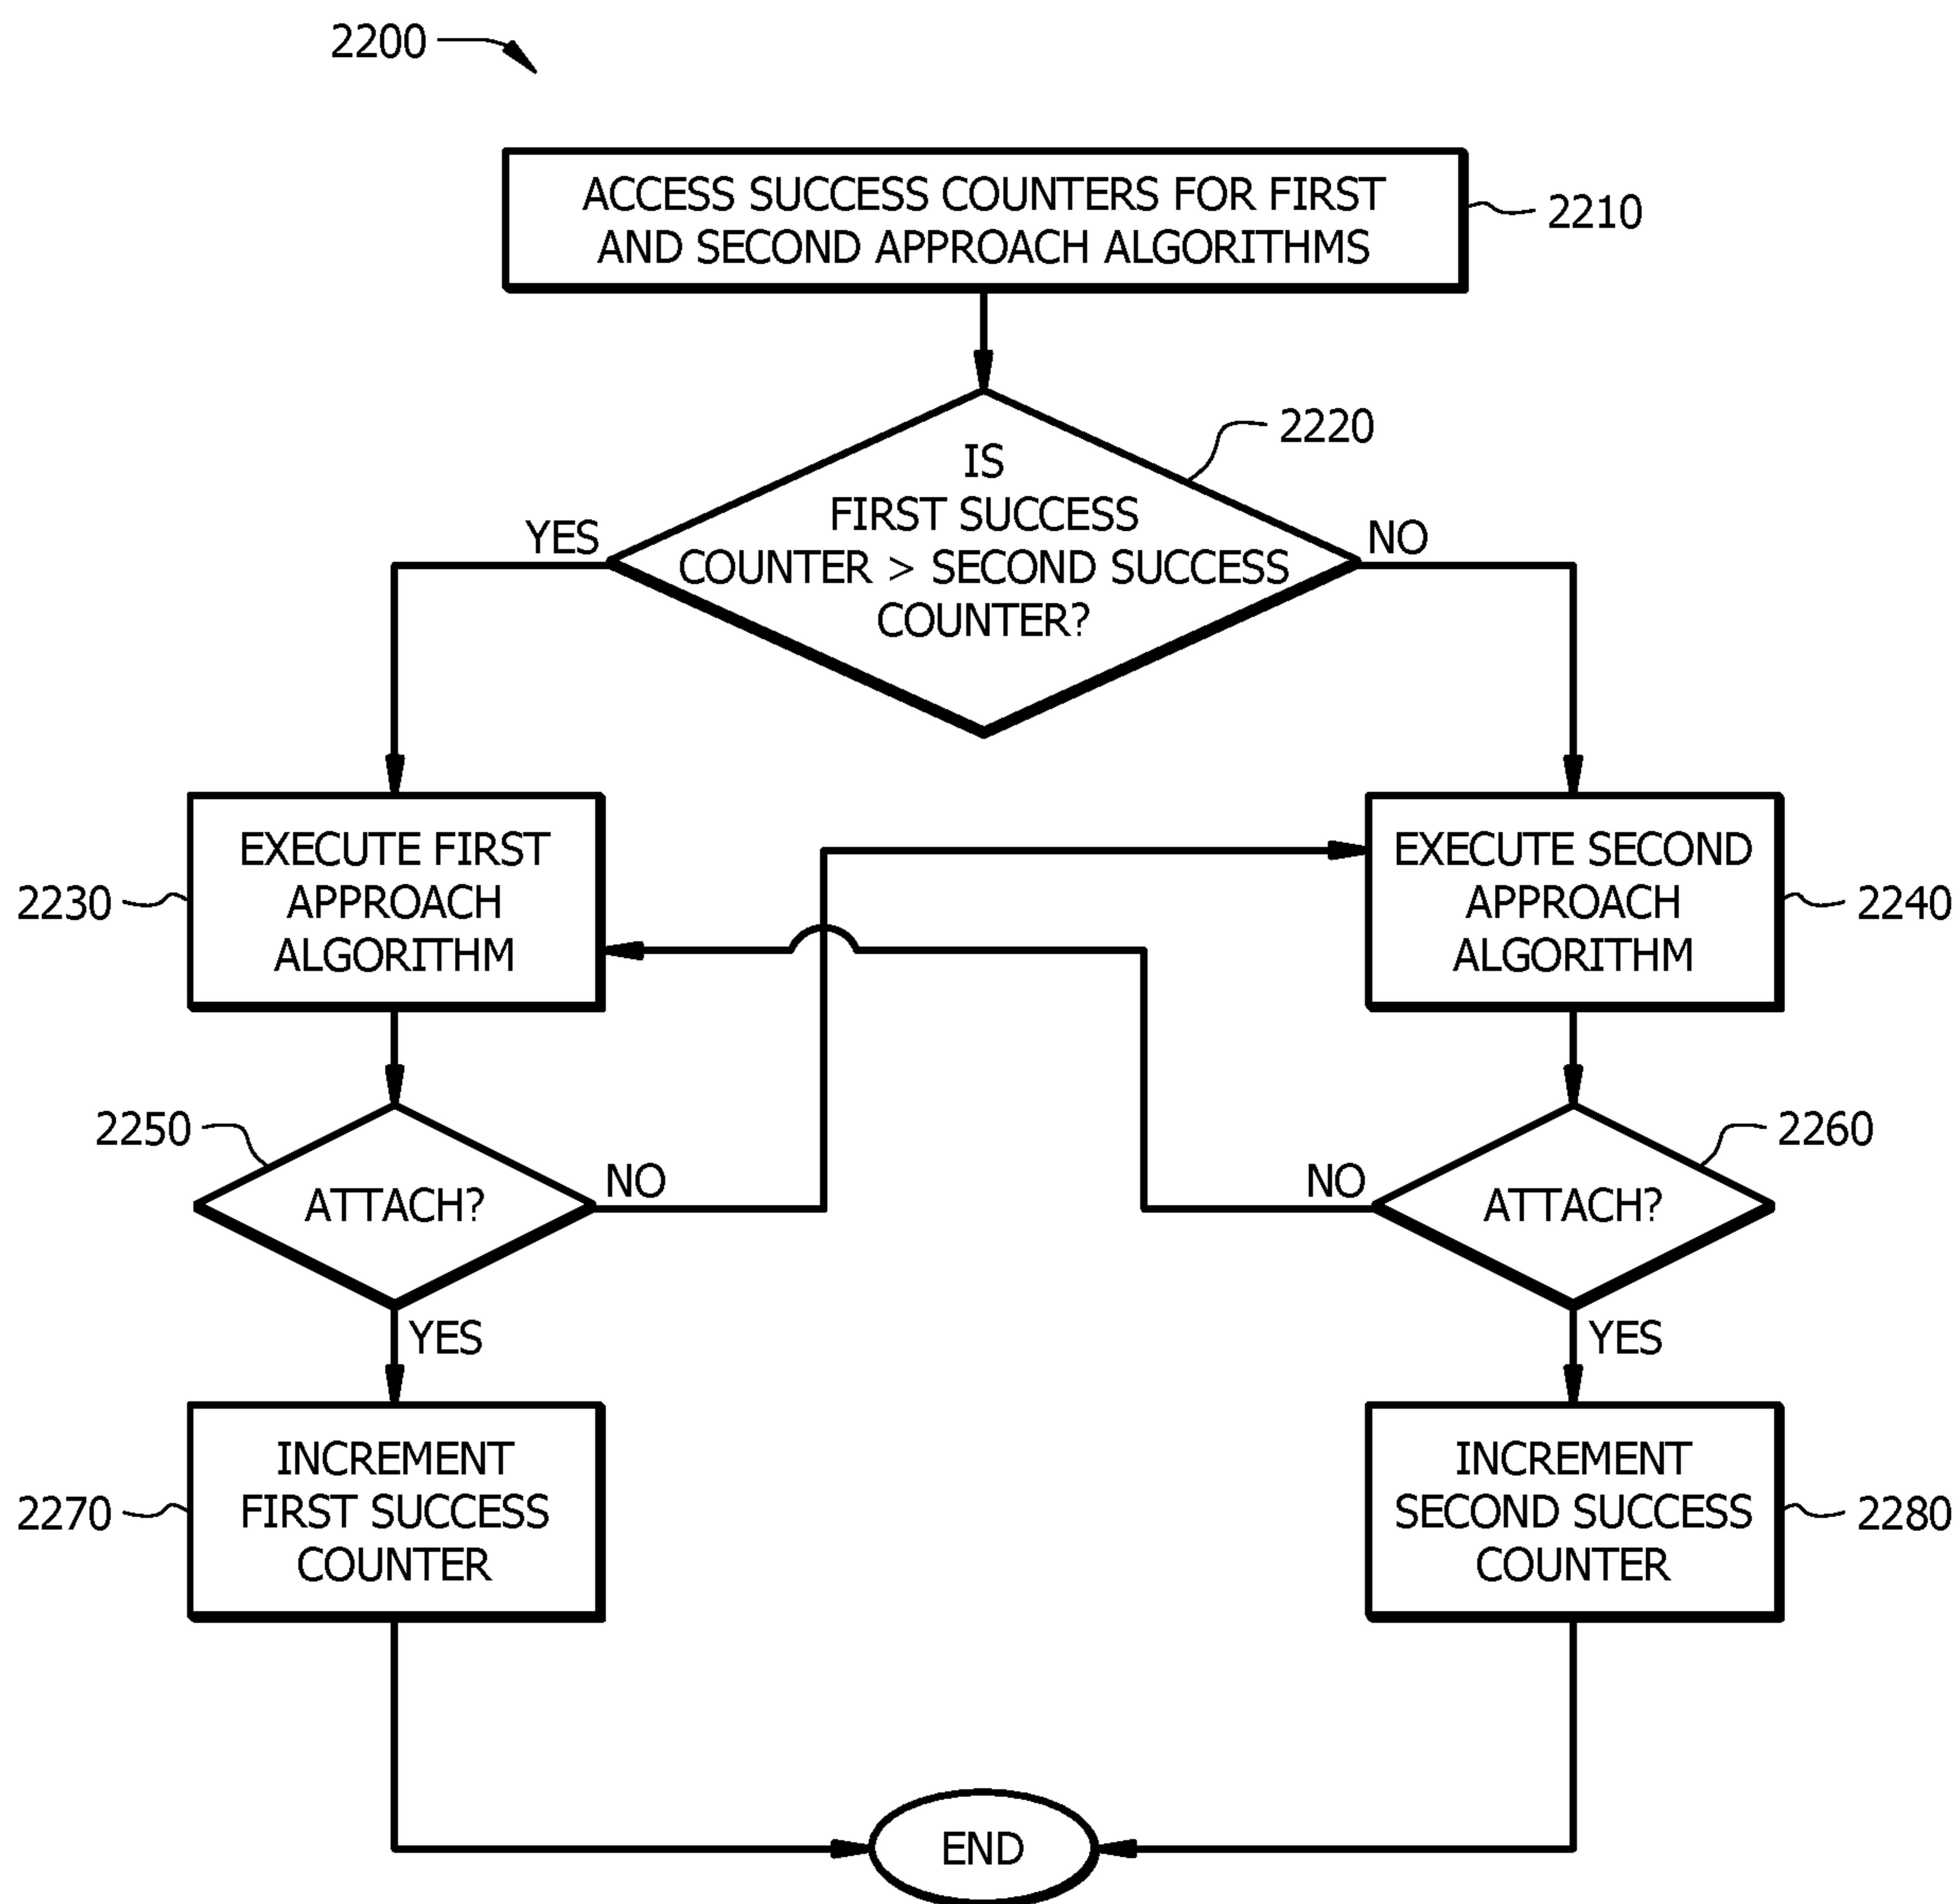 2200
ACCESS SUCCESS COUNTERS FOR FIRST
AND SECOND APPROACH ALGORITHMS
2210
2220
IS
FIRST SUCCESS
COUNTER > SECOND SUCCESS
COUNTER?
YES
NO
EXECUTE FIRST
APPROACH
ALGORITHM
2230
EXECUTE SECOND
APPROACH
ALGORITHM
2240
2250
ATTACH?
NO
YES
2260
ATTACH?
NO
YES
INCREMENT
FIRST SUCCESS
COUNTER
2270
INCREMENT
SECOND SUCCESS
COUNTER
2280
END